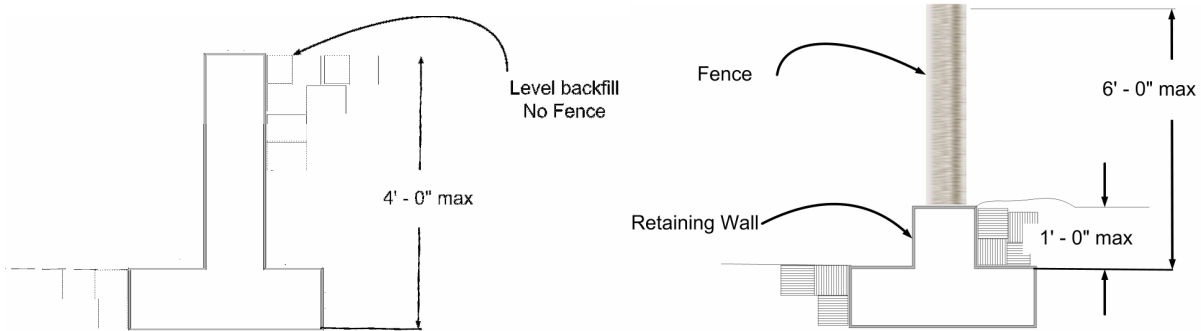 Level backfill
No Fence
4' - 0" max
Fence
6' - 0" max
Retaining Wall
1' - 0" max